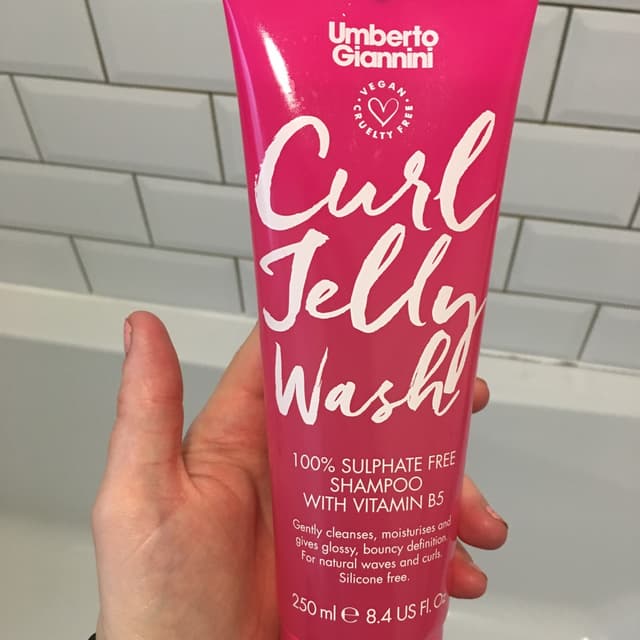 Umberto
Giannini
· VEGAN ·
CRUELTY FREE
Curl
Jelly
Wash
100% SULPHATE FREE
SHAMPOO
WITH VITAMIN B5
Gently cleanses, moisturises and
gives glossy, bouncy definition.
For natural waves and curls.
Silicone free.
250 ml ℮ 8.4 US Fl. Oz